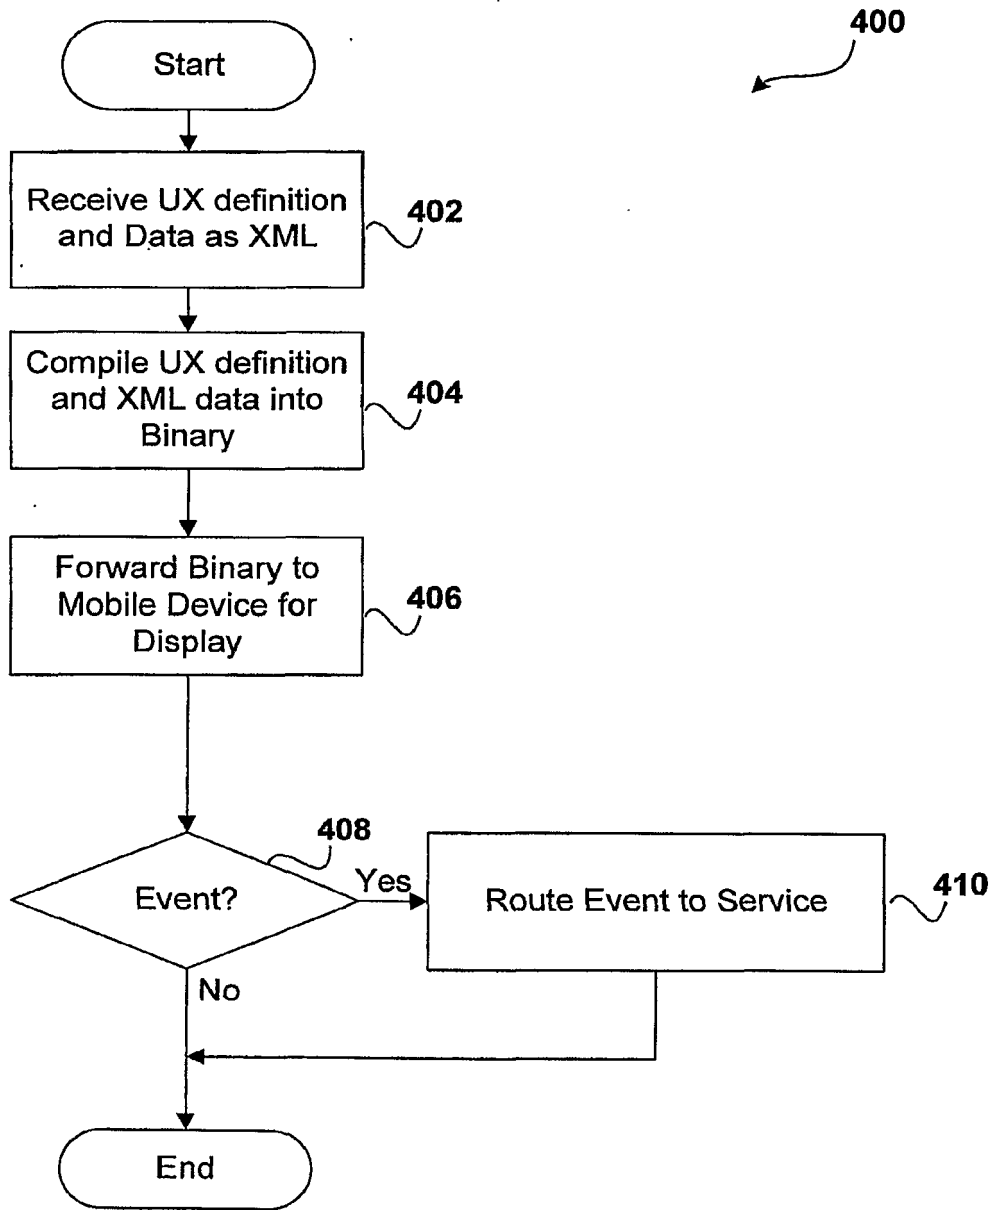 400
Start
Receive UX definition
and Data as XML
402
Compile UX definition
and XML data into
Binary
404
Forward Binary to
Mobile Device for
Display
406
408
Event?
Yes
Route Event to Service
410
No
End